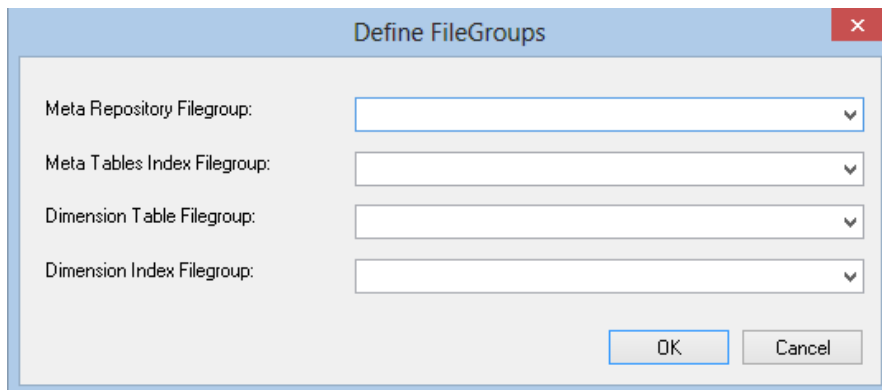 Define FileGroups
Meta Repository Filegroup:
Meta Tables Index Filegroup:
Dimension Table Filegroup:
Dimension Index Filegroup:
OK Cancel